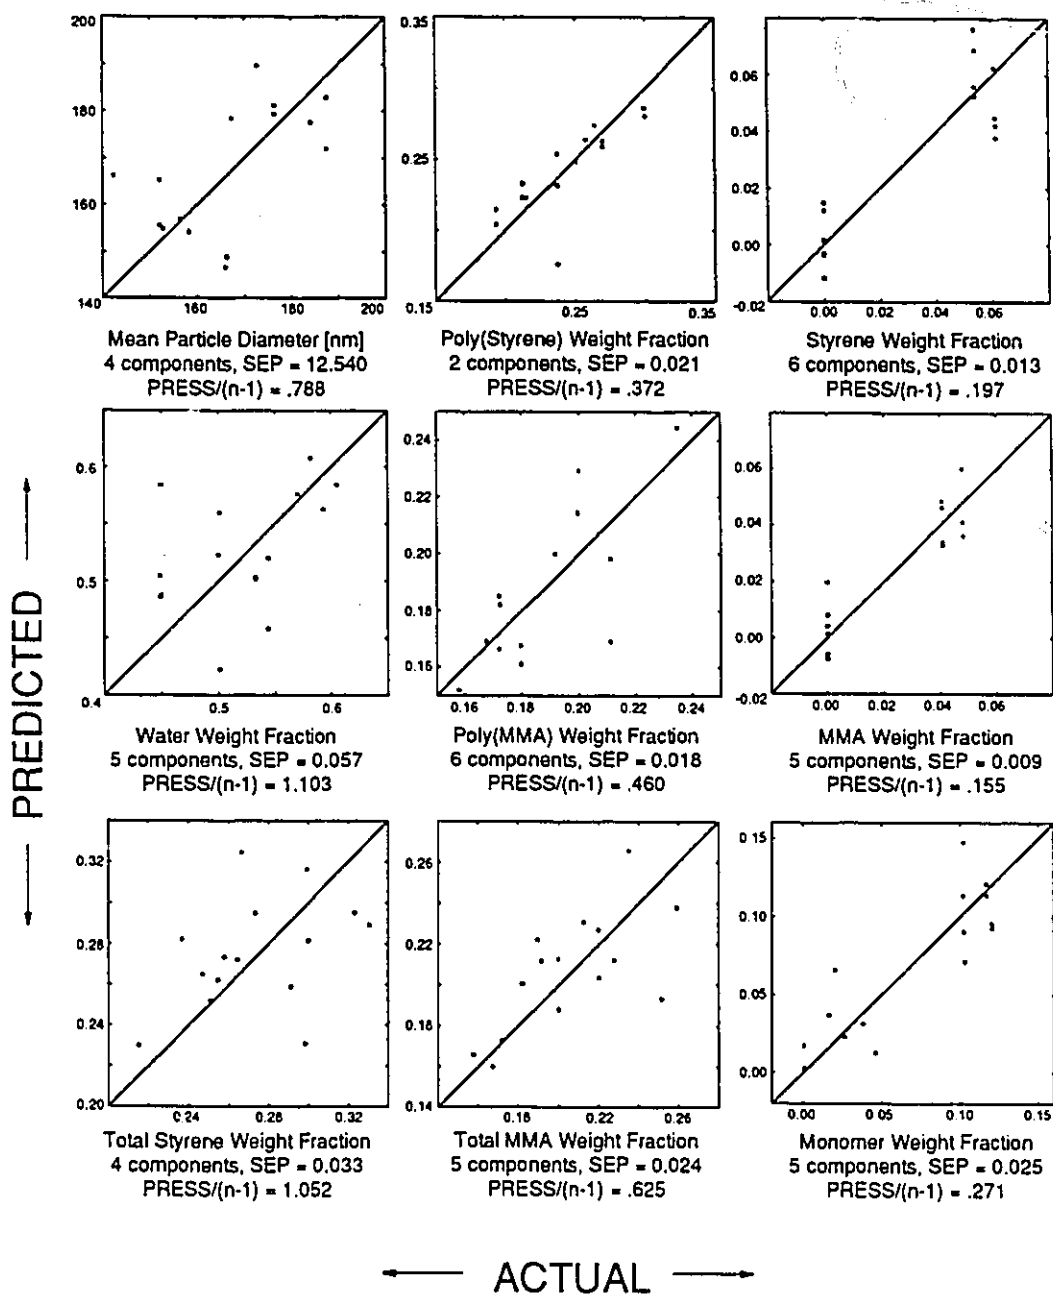 PREDICTED
200
180
160
140
160
180
200
Mean Particle Diameter [nm]
4 components, SEP = 12.540
PRESS/(n-1) = .788
0.35
0.25
0.15
0.25
0.35
Poly(Styrene) Weight Fraction
2 components, SEP = 0.021
PRESS/(n-1) = .372
0.06
0.04
0.02
0.00
-0.02
0.00
0.02
0.04
0.06
Styrene Weight Fraction
6 components, SEP = 0.013
PRESS/(n-1) = .197
0.6
0.5
0.4
0.5
0.6
Water Weight Fraction
5 components, SEP = 0.057
PRESS/(n-1) = 1.103
0.24
0.22
0.20
0.18
0.16
0.16
0.18
0.20
0.22
0.24
Poly(MMA) Weight Fraction
6 components, SEP = 0.018
PRESS/(n-1) = .460
0.06
0.04
0.02
0.00
-0.02
0.00
0.02
0.04
0.06
MMA Weight Fraction
5 components, SEP = 0.009
PRESS/(n-1) = .155
0.32
0.28
0.24
0.20
0.24
0.28
0.32
Total Styrene Weight Fraction
4 components, SEP = 0.033
PRESS/(n-1) = 1.052
0.26
0.22
0.18
0.14
0.18
0.22
0.26
Total MMA Weight Fraction
5 components, SEP = 0.024
PRESS/(n-1) = .625
0.15
0.10
0.05
0.00
0.00
0.05
0.10
0.15
Monomer Weight Fraction
5 components, SEP = 0.025
PRESS/(n-1) = .271
ACTUAL